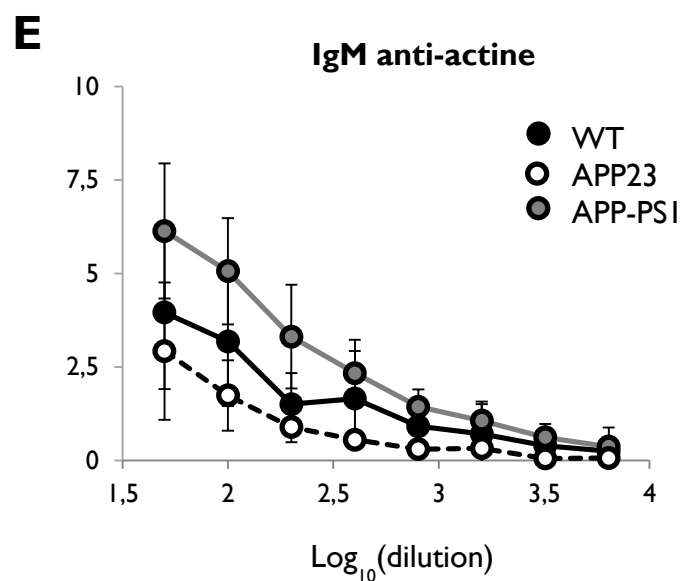 E
IgM anti-actine
10
7,5
5
2,5
0
WT
APP23
APP-PS1
1,5 2 2,5 3 3,5 4
Log10(dilution)